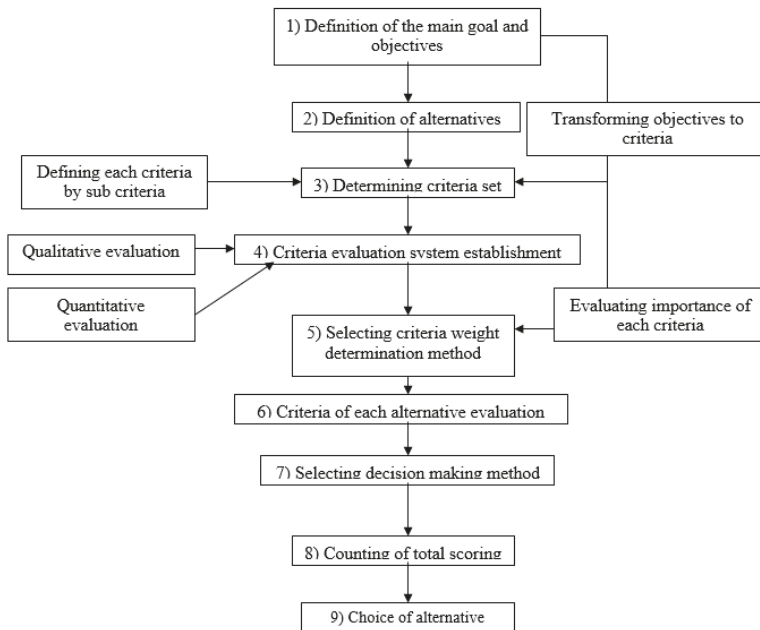 1) Definition of the main goal and
objectives
2) Definition of alternatives
Transforming objectives to
criteria
Defining each criteria
by sub criteria
3) Determining criteria set
Qualitative evaluation
4) Criteria evaluation system establishment
Quantitative
evaluation
Evaluating importance of
each criteria
5) Selecting criteria weight
determination method
6) Criteria of each alternative evaluation
7) Selecting decision making method
8) Counting of total scoring
9) Choice of alternative